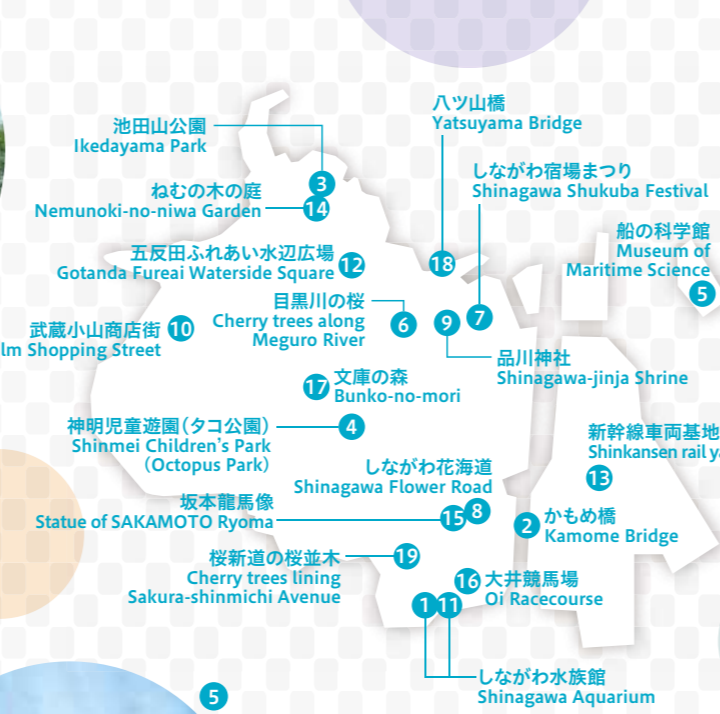 八ツ山橋
Yatsuyama Bridge
池田山公園
Ikedayama Park
3
しながわ宿場まつり
Shinagawa Shukuba Festival
ねむの木の庭
Nemunoki-no-niwa Garden
14
船の科学館
Museum of
Maritime Science
5
五反田ふれあい水辺広場
Gotanda Fureai Waterside Square
12
18
目黒川の桜
Cherry trees along
Meguro River
6
9
7
武蔵小山商店街
lm Shopping Street
10
品川神社
Shinagawa-jinja Shrine
17
文庫の森
Bunko-no-mori
神明児童遊園（タコ公園）
Shinmei Children's Park
（Octopus Park）
4
新幹線車両基地
Shinkansen rail ya
13
しながわ花海道
Shinagawa Flower Road
坂本龍馬像
Statue of SAKAMOTO Ryoma
15
8
2
かもめ橋
Kamome Bridge
桜新道の桜並木
Cherry trees lining
Sakura-shinmichi Avenue
19
16
大井競馬場
Oi Racecourse
1
11
しながわ水族館
Shinagawa Aquarium
5